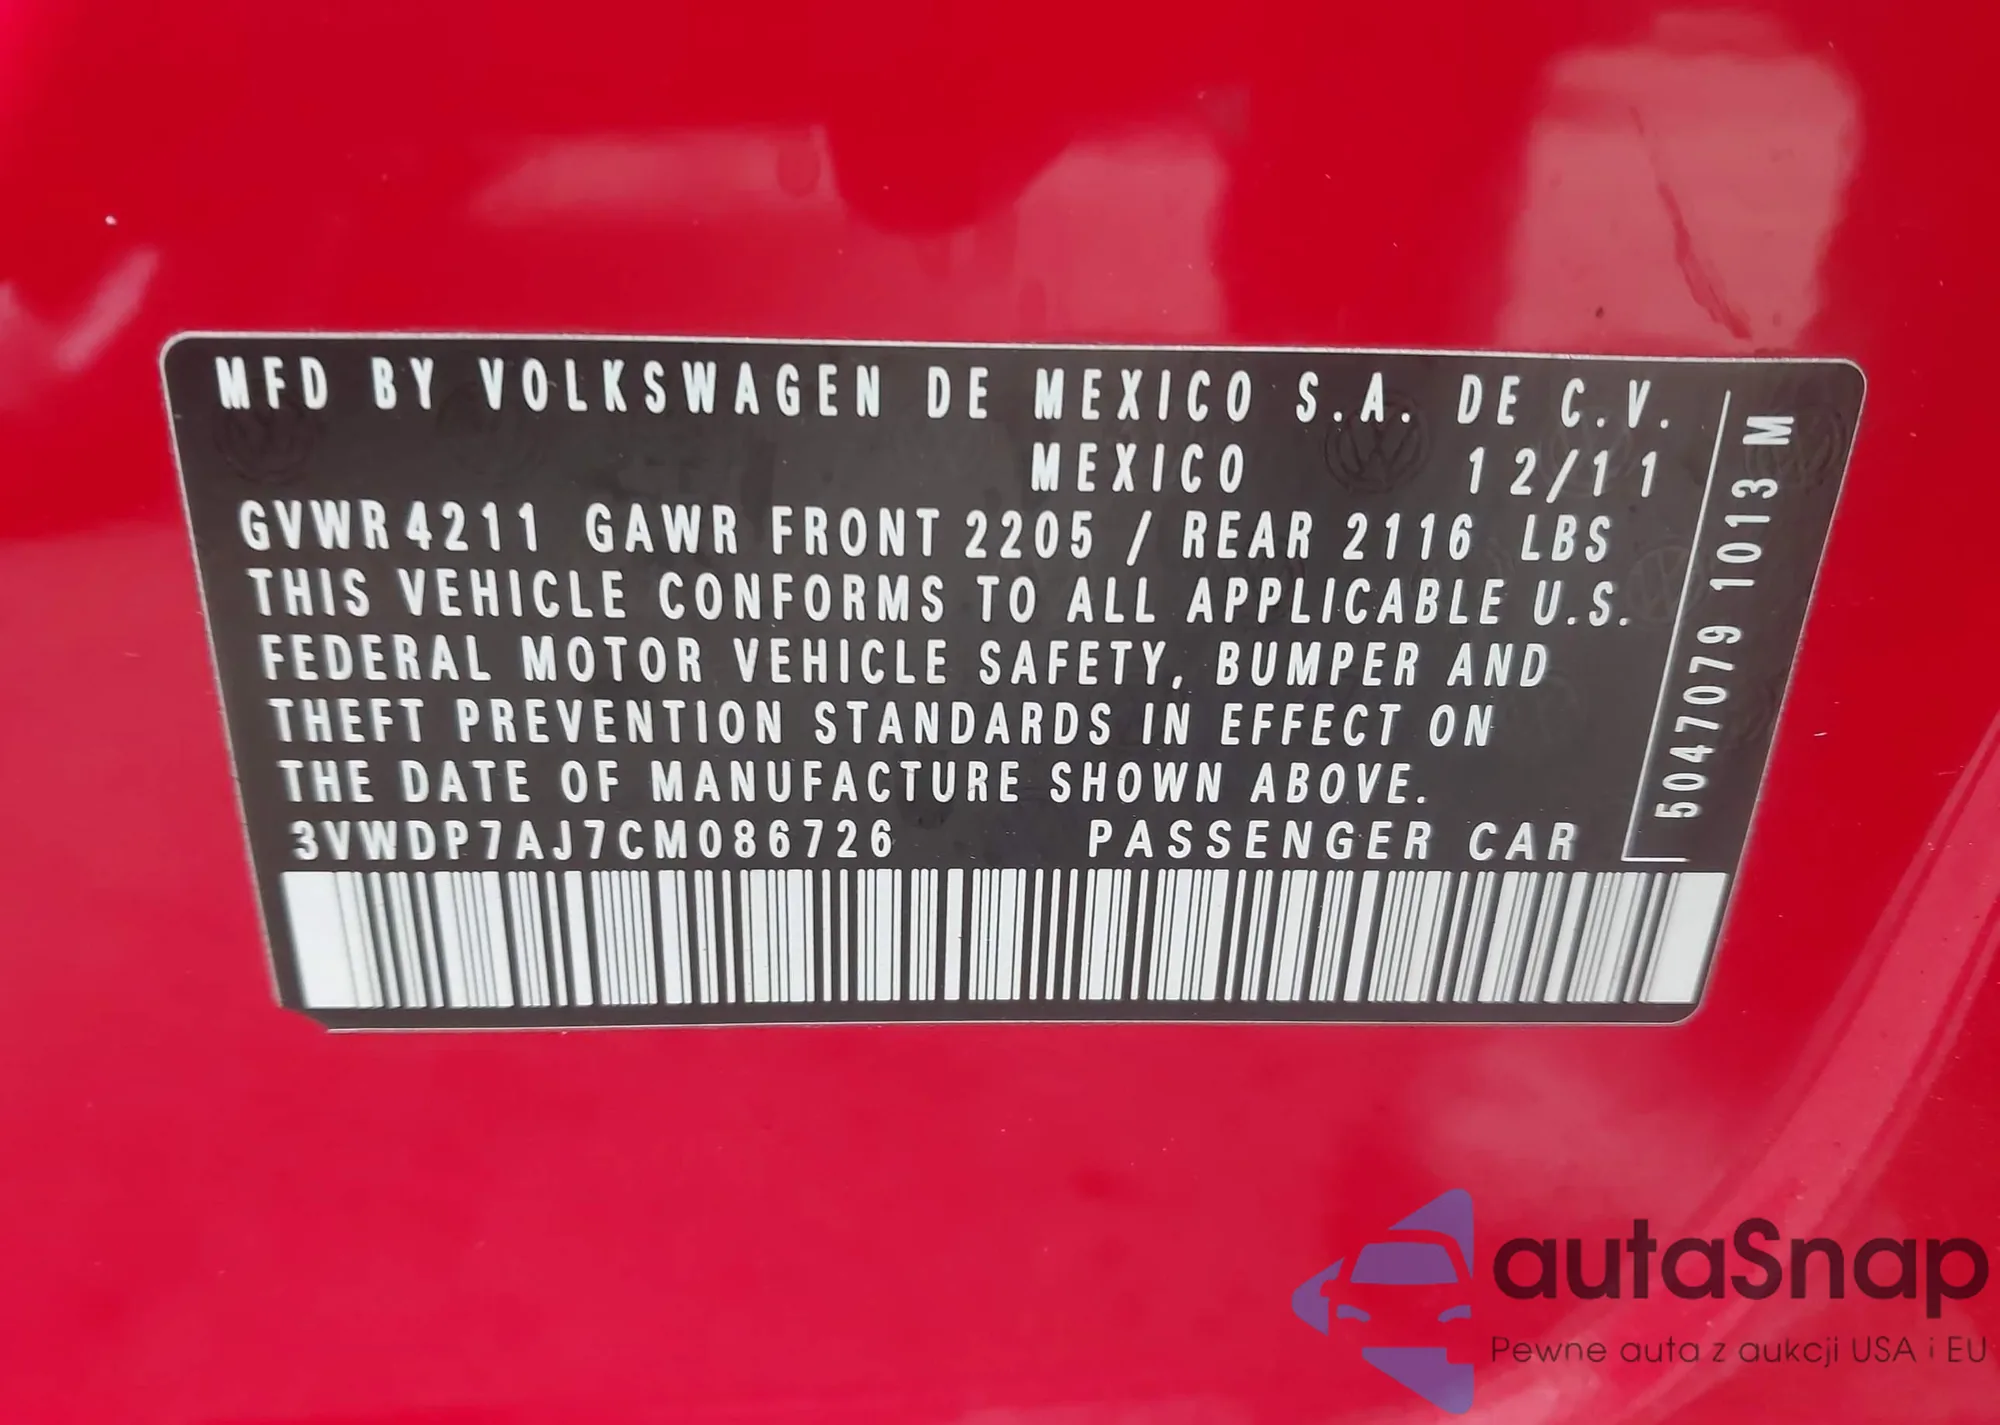 MFD BY VOLKSWAGEN DE MEXICO S.A. DE C.V.
MEXICO 12/11
GVWR 4211 GAWR FRONT 2205 / REAR 2116 LBS
THIS VEHICLE CONFORMS TO ALL APPLICABLE U.S.
FEDERAL MOTOR VEHICLE SAFETY, BUMPER AND
THEFT PREVENTION STANDARDS IN EFFECT ON
THE DATE OF MANUFACTURE SHOWN ABOVE.
3VWDP7AJ7CM086726 PASSENGER CAR
5047079 1013 M
autaSnap
Pewne auta z aukcji USA i EU